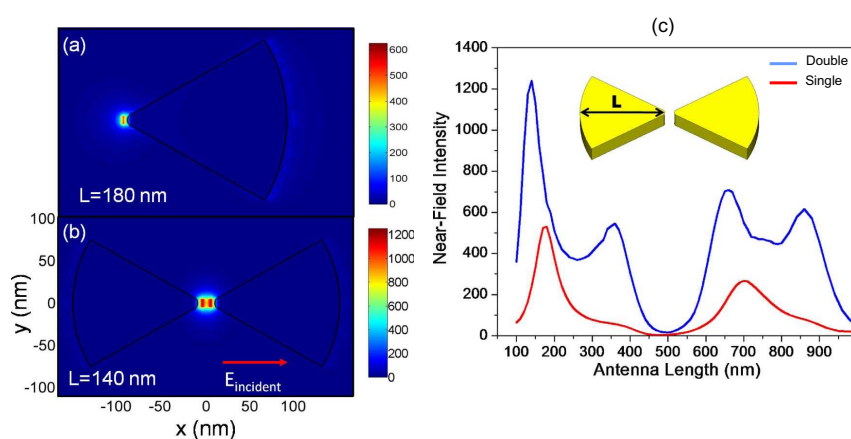 (a)
L=180 nm
600
500
400
300
200
100
0
(b)
L=140 nm
E incident
100
50
0
-50
-100
y (nm)
-100 -50 0 50 100
x (nm)
1200
1000
800
600
400
200
0
(c)
Double
Single
L
1400
1200
1000
800
600
400
200
0
Near-Field Intensity
100 200 300 400 500 600 700 800 900
Antenna Length (nm)